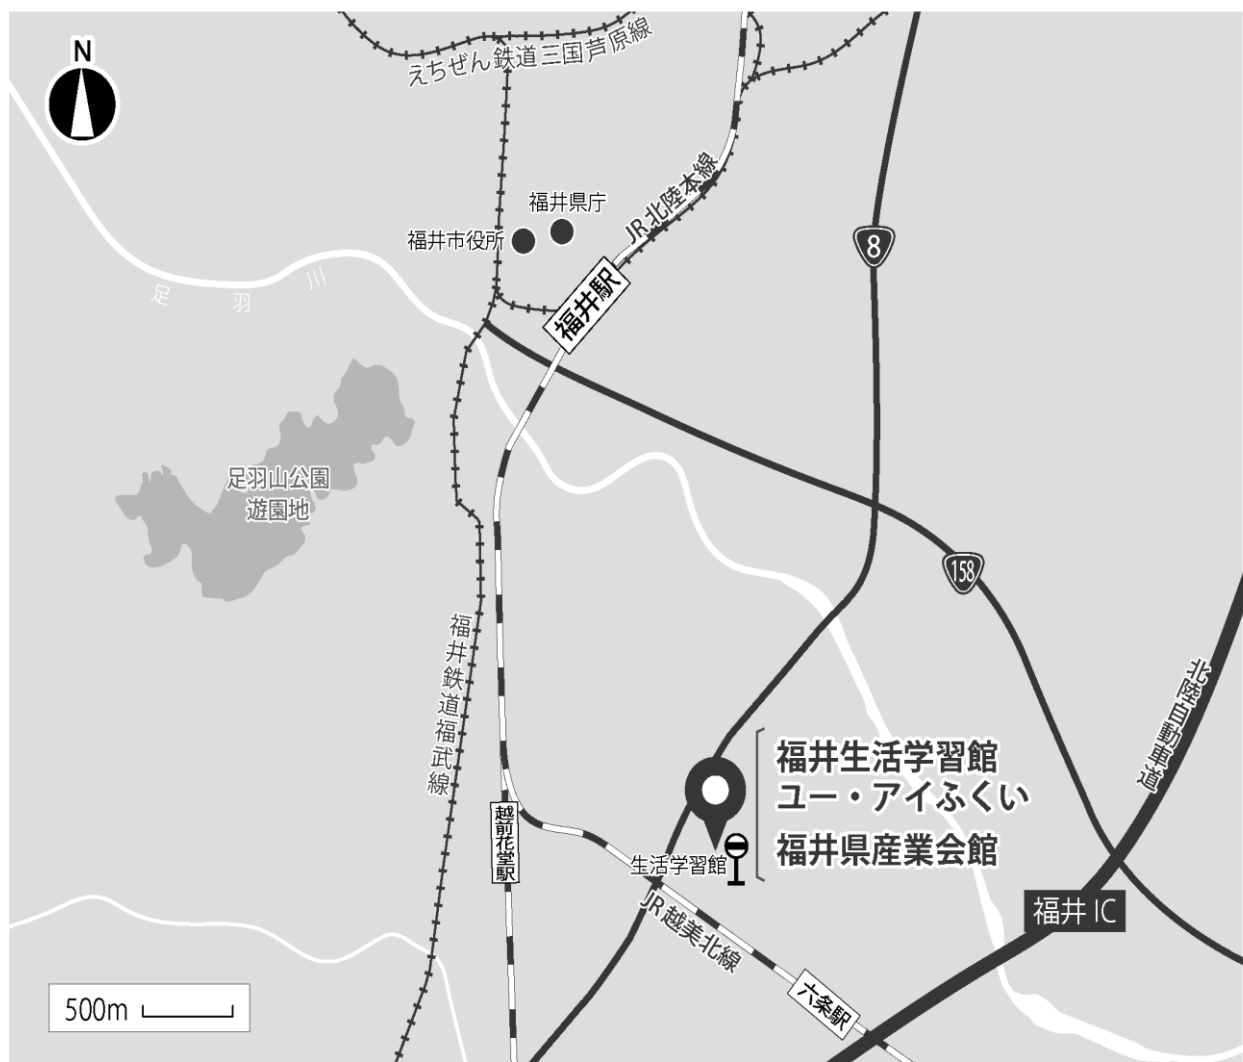 えちぜん鉄道三国芦原線
N
福井県庁
福井市役所
JR北陸本線
8
足羽川
福井駅
足羽山公園
遊園地
158
福井鉄道福武線
北陸自動車道
福井生活学習館
ユー・アイふくい
福井県産業会館
越前花堂駅
生活学習館
JR越美北線
福井 IC
六条駅
500m